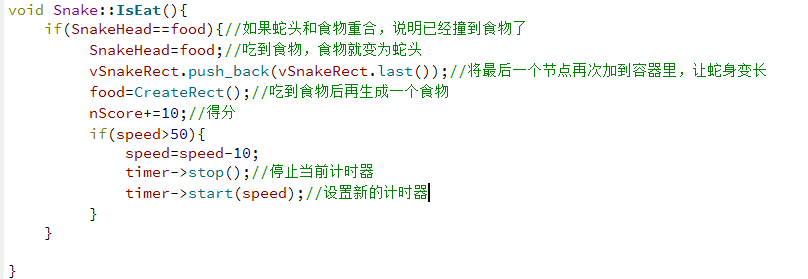 void Snake::IsEat(){
if(SnakeHead==food){//如果蛇头和食物重合，说明已经撞到食物了
SnakeHead=food;//吃到食物，食物就变为蛇头
vSnakeRect.push_back(vSnakeRect.last());//将最后一个节点再次加到容器里，让蛇身变长
food=CreateRect();//吃到食物后再生成一个食物
nScore+=10;//得分
if(speed>50){
speed=speed-10;
timer->stop();//停止当前计时器
timer->start(speed);//设置新的计时器
}
}
}